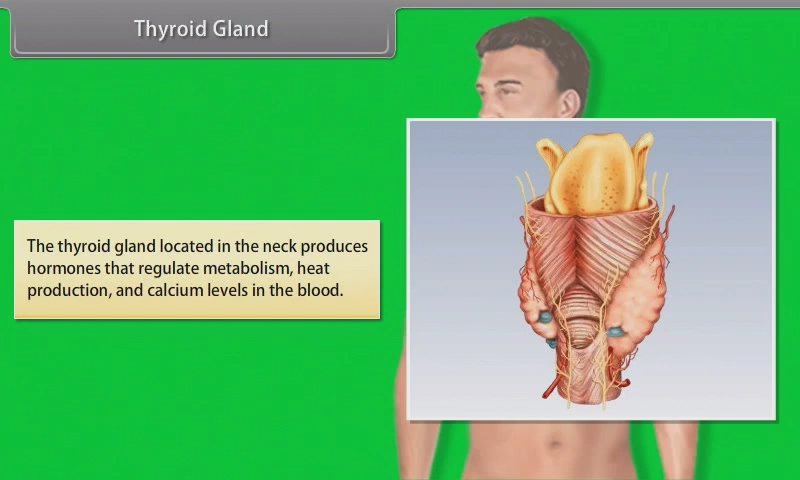 Thyroid Gland
The thyroid gland located in the neck produces
hormones that regulate metabolism, heat
production, and calcium levels in the blood.